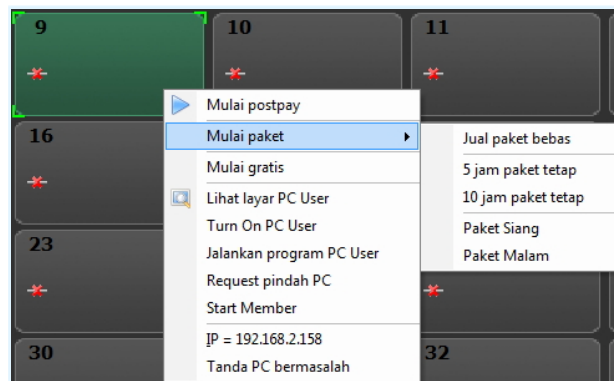 9
10
11
Mulai postpay
16
Mulai paket
Jual paket bebas
Mulai gratis
5 jam paket tetap
Lihat layar PC User
10 jam paket tetap
Turn On PC User
Paket Siang
23
Jalankan program PC User
Paket Malam
Request pindah PC
Start Member
IP = 192.168.2.158
30
32
Tanda PC bermasalah